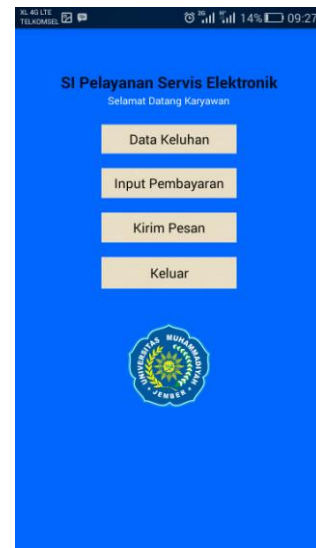 XL 4G LTE
TELKOMSEL
2G
14% 09:27
SI Pelayanan Servis Elektronik
Selamat Datang Karyawan
Data Keluhan
Input Pembayaran
Kirim Pesan
Keluar
UNIVERSITAS MUHAMMADIYAH
JEMBER